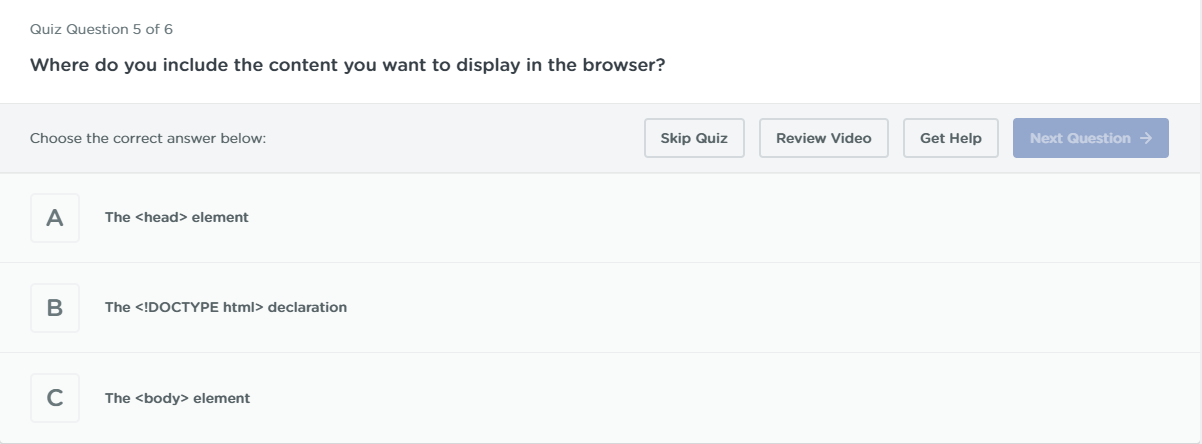 Quiz Question 5 of 6
Where do you include the content you want to display in the browser?
Choose the correct answer below:
Skip Quiz
Review Video
Get Help
Next Question →
A
The <head> element
B
The <!DOCTYPE html> declaration
C
The <body> element